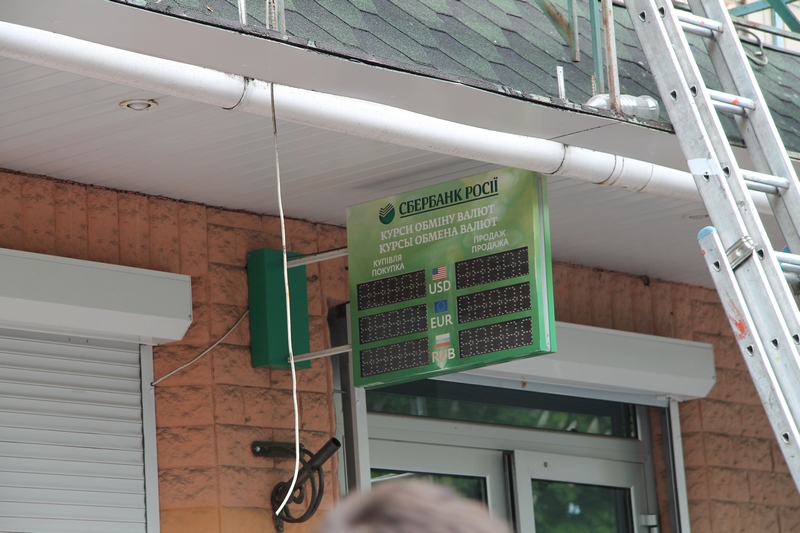 СБЕРБАНК РОСІЇ
КУРСИ ОБМІНУ ВАЛЮТ
КУРСЫ ОБМЕНА ВАЛЮТ
КУПІВЛЯ ПРОДАЖ
ПОКУПКА ПРОДАЖА
USD
EUR
RUB